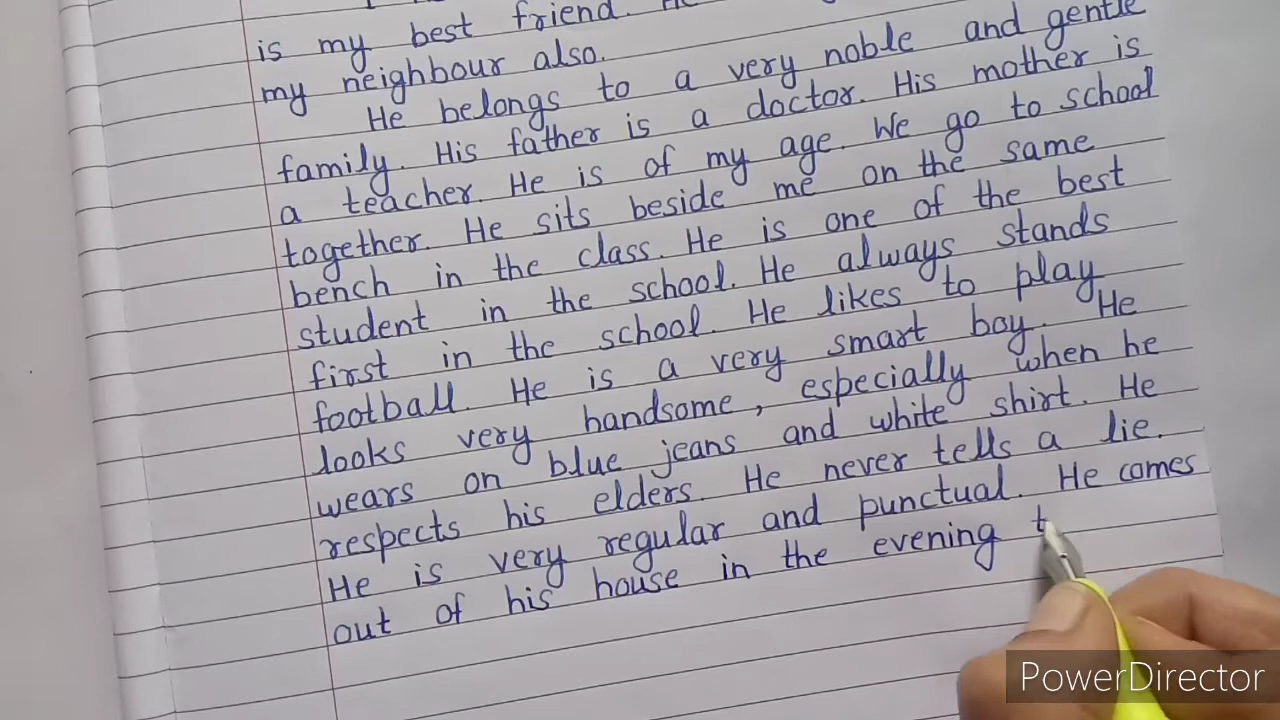 is my best friend. He
my neighbour also.
He belongs to a very noble and gentle
family. His father is a doctor. His mother is
a teacher. He is of my age. We go to school
together. He sits beside me on the same
bench in the class. He is one of the best
student in the school. He always stands
first in the school. He likes to play
football. He is a very smart boy. He
looks very handsome, especially when he
wears on blue jeans and white shirt. He
respects his elders. He never tells a lie.
He is very regular and punctual. He comes
out of his house in the evening t
PowerDirector